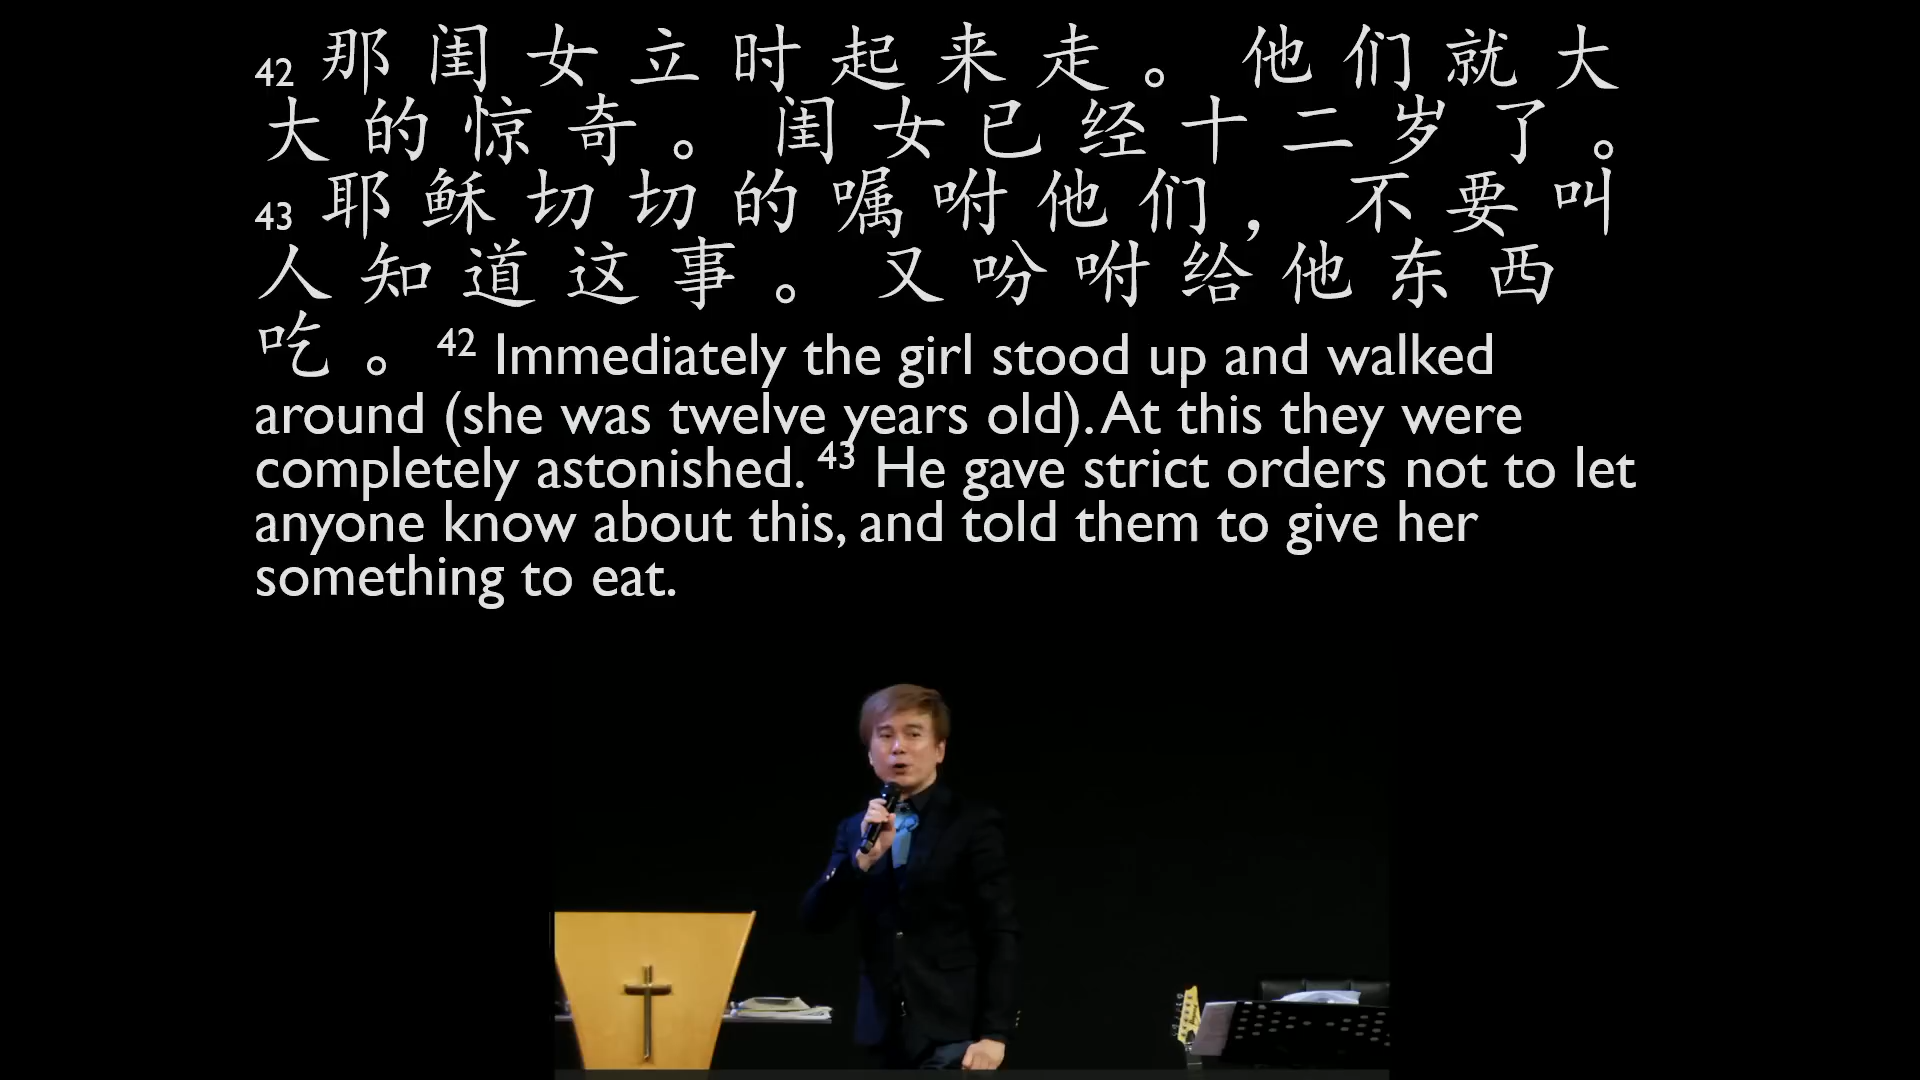 42 那 闺 女 立 时 起 来 走 。 他 们 就 大
大 的 惊 奇 。 闺 女 已 经 十 二 岁 了 。
43 耶 稣 切 切 的 嘱 咐 他 们 ， 不 要 叫
人 知 道 这 事 。 又 吩 咐 给 他 东 西
吃 。 42 Immediately the girl stood up and walked
around (she was twelve years old). At this they were
completely astonished. 43 He gave strict orders not to let
anyone know about this, and told them to give her
something to eat.